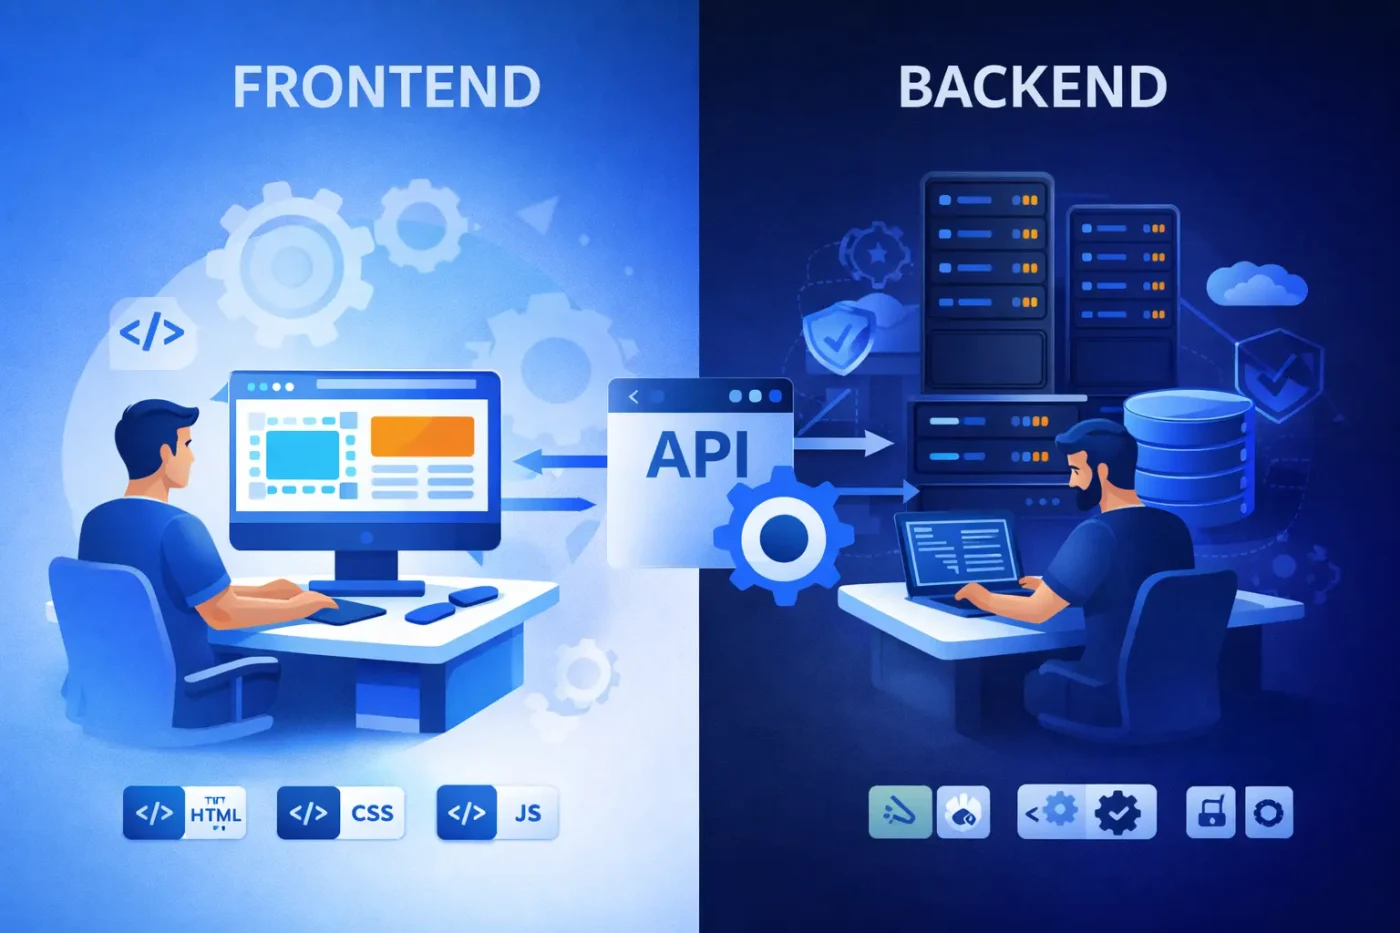 FRONTEND
BACKEND
</>
<
API
</> HTML
</> CSS
</> JS
<